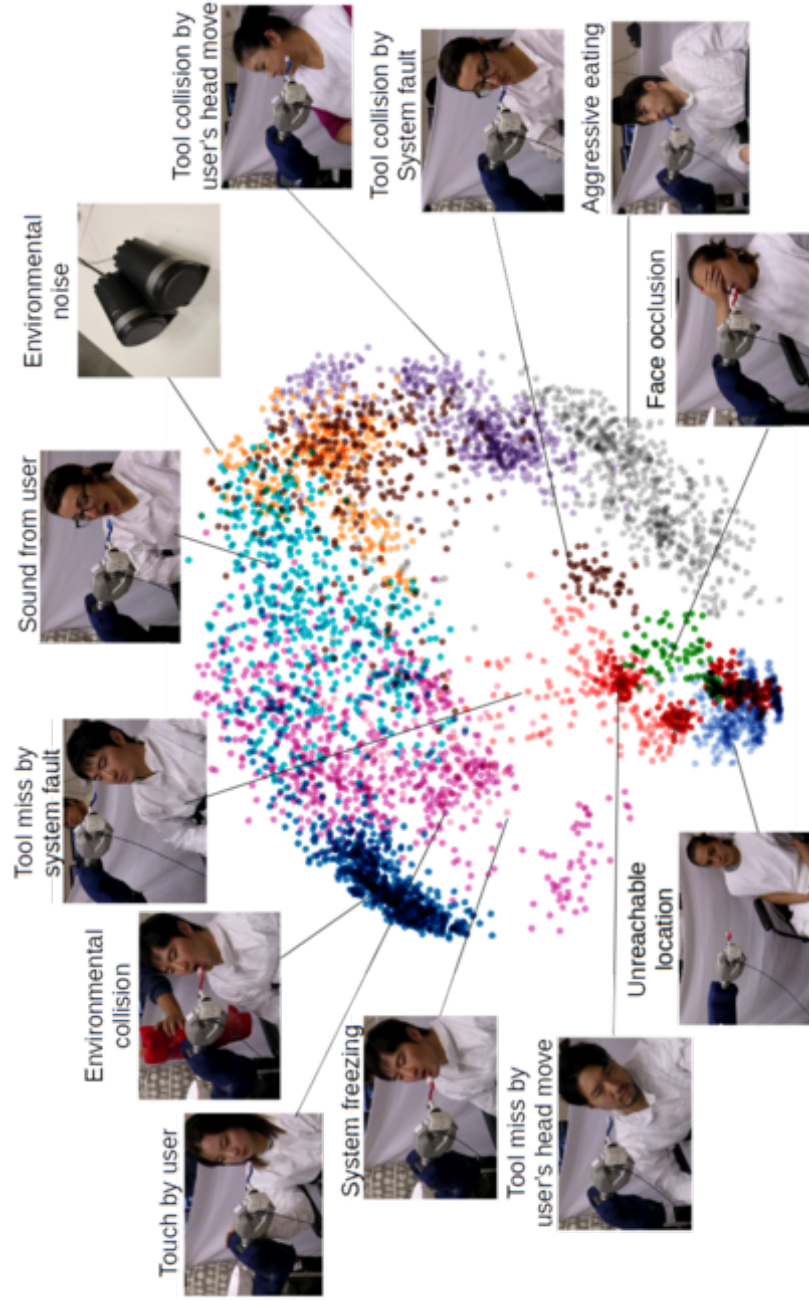 Touch by user
Environmental
collision
Tool miss by
system fault
Sound from user
Environmental
noise
Tool collision by
user's head move
Tool collision by
System fault
Aggressive eating
Face occlusion
Unreachable
location
Tool miss by
user's head move
System freezing